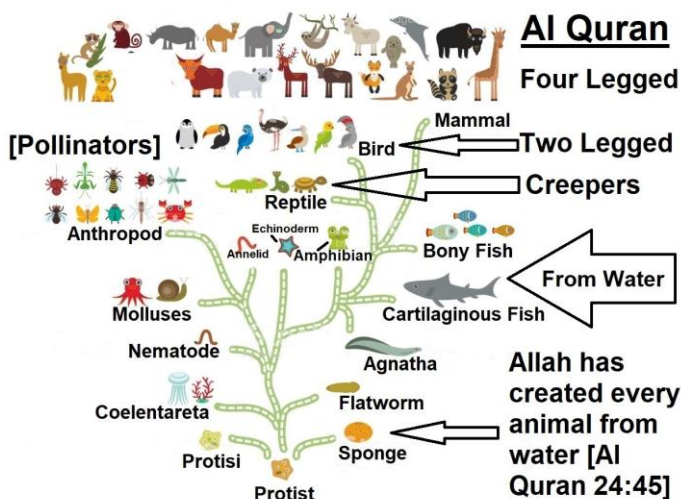 Al Quran
Four Legged
Mammal
[Pollinators]
Bird
Two Legged
Creepers
Reptile
Anthropod
Echinoderm
Annelid
Amphibian
Bony Fish
From Water
Molluses
Cartilaginous Fish
Nematode
Agnatha
Coelentareta
Flatworm
Protisi
Sponge
Protist
Allah has
created every
animal from
water [Al
Quran 24:45]